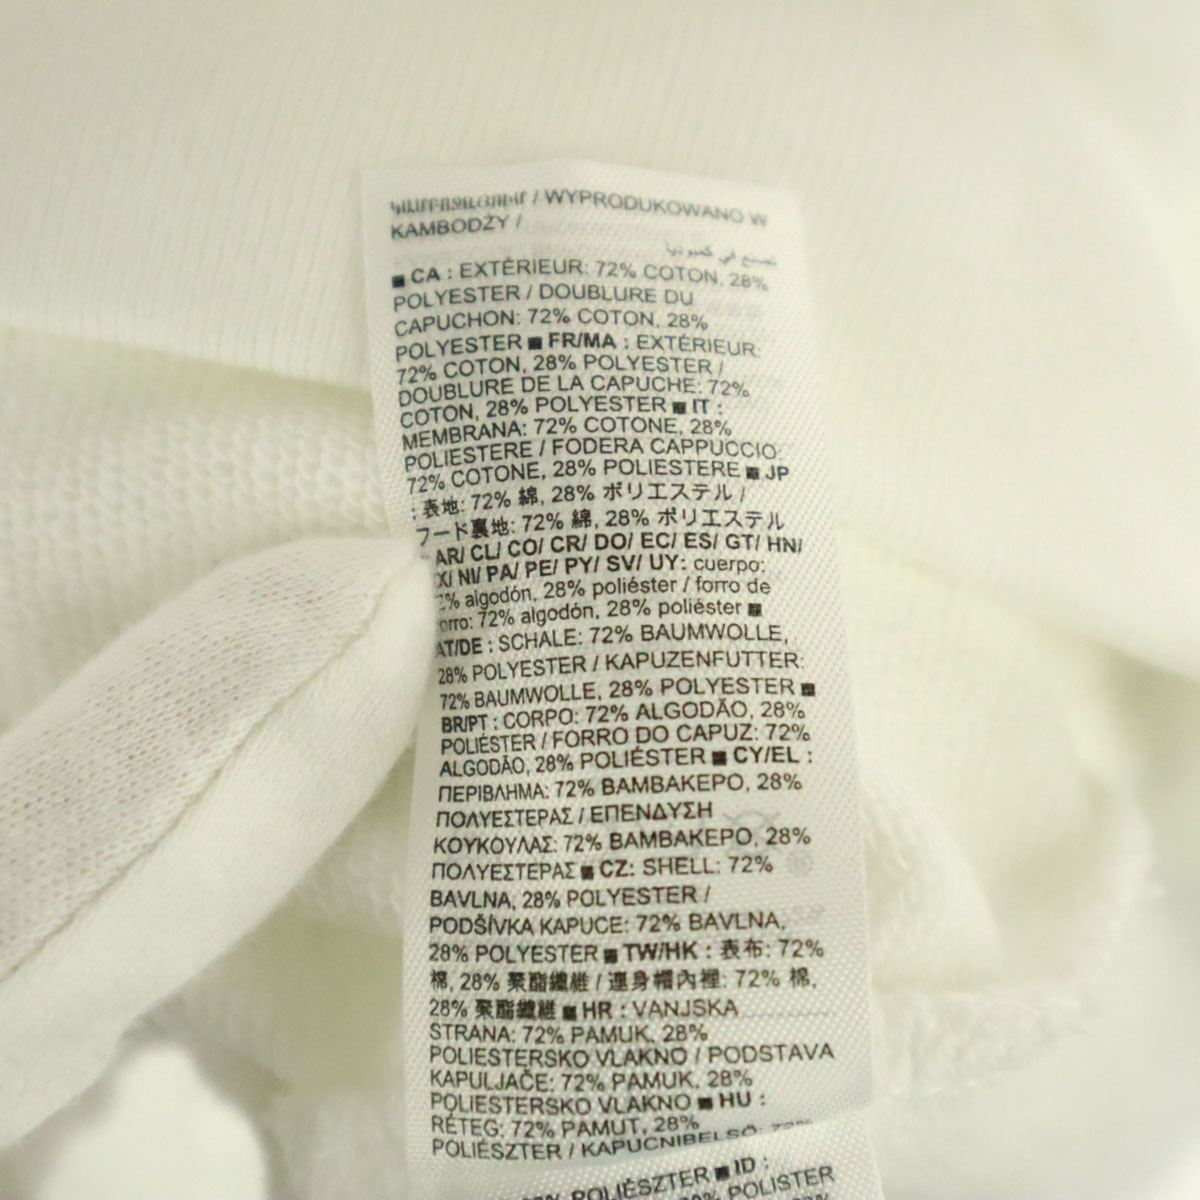 / WYPRODUKOWANO W
KAMBODŻY /
تصنيع في كمبوديا
■ CA : EXTÉRIEUR: 72% COTON, 28%
POLYESTER / DOUBLURE DU
CAPUCHON: 72% COTON, 28%
POLYESTER ■ FR/MA : EXTÉRIEUR:
72% COTON, 28% POLYESTER /
DOUBLURE DE LA CAPUCHE: 72%
COTON, 28% POLYESTER ■ IT :
MEMBRANA: 72% COTONE, 28%
POLIESTERE / FODERA CAPPUCCIO:
72% COTONE, 28% POLIESTERE ■ JP
: 表地: 72% 綿, 28% ポリエステル /
フード裏地: 72% 綿, 28% ポリエステル
AR/ CL/ CO/ CR/ DO/ EC/ ES/ GT/ HN/
X/ NI/ PA/ PE/ PY/ SV/ UY: cuerpo:
% algodón, 28% poliéster / forro de
orro: 72% algodón, 28% poliéster ■
AT/DE : SCHALE: 72% BAUMWOLLE,
28% POLYESTER / KAPUZENFUTTER:
72% BAUMWOLLE, 28% POLYESTER ■
BR/PT : CORPO: 72% ALGODÃO, 28%
POLIÉSTER / FORRO DO CAPUZ: 72%
ALGODÃO, 28% POLIÉSTER ■ CY/EL :
ΠΕΡΙΒΛΗΜΑ: 72% ΒΑΜΒΑΚΕΡΟ, 28%
ΠΟΛΥΕΣΤΕΡΑΣ / ΕΠΕΝΔΥΣΗ
ΚΟΥΚΟΥΛΑΣ: 72% ΒΑΜΒΑΚΕΡΟ, 28%
ΠΟΛΥΕΣΤΕΡΑΣ ■ CZ: SHELL: 72%
BAVLNA, 28% POLYESTER /
PODŠÍVKA KAPUCE: 72% BAVLNA,
28% POLYESTER ■ TW/HK : 表布: 72%
棉, 28% 聚酯纖維 / 連身帽內裡: 72% 棉,
28% 聚酯纖維 ■ HR : VANJSKA
STRANA: 72% PAMUK, 28%
POLIESTERSKO VLAKNO / PODSTAVA
KAPULJAČE: 72% PAMUK, 28%
POLIESTERSKO VLAKNO ■ HU :
RÉTEG: 72% PAMUT, 28%
POLIÉSZTER / KAPUCNIBELSŐ: 72%
POLIÉSZTER ■ ID :
POLISTER